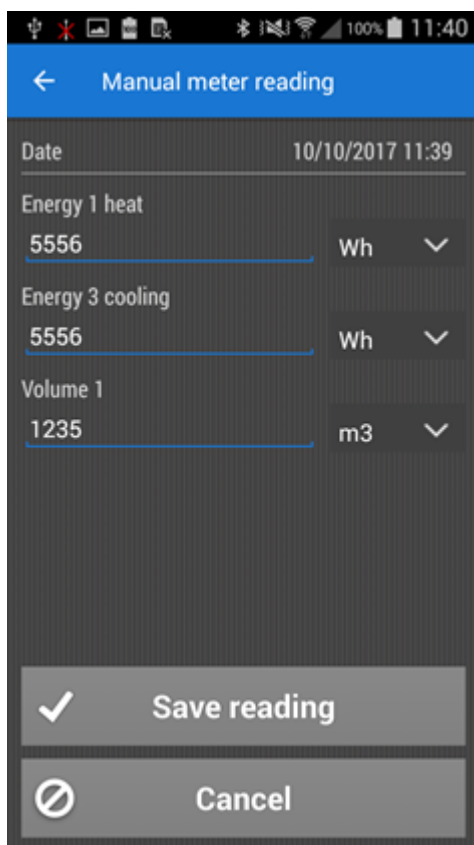 100% 11:40
Manual meter reading
Date 10/10/2017 11:39
Energy 1 heat
5556 Wh
Energy 3 cooling
5556 Wh
Volume 1
1235 m3
Save reading
Cancel